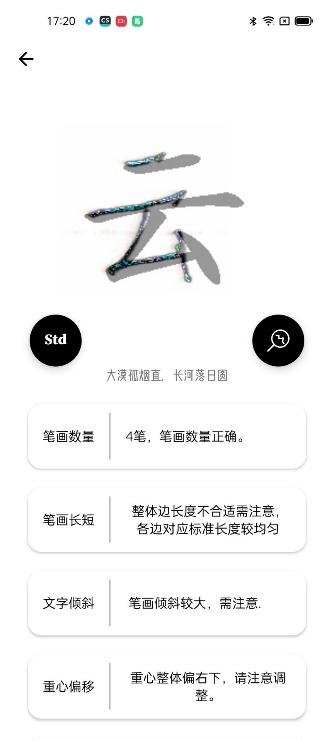 17:20
云
Std
大漠孤烟直，长河落日圆
笔画数量
4笔，笔画数量正确。
笔画长短
整体边长度不合适需注意，
各边对应标准长度较均匀
文字倾斜
笔画倾斜较大，需注意.
重心偏移
重心整体偏右下，请注意调
整。